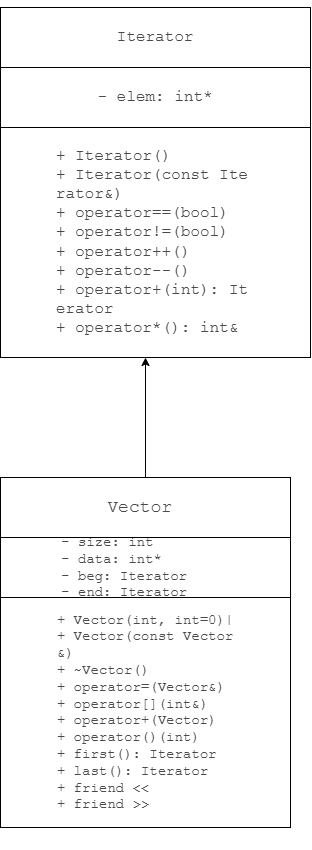 Iterator
- elem: int*
+ Iterator()
+ Iterator(const Ite
rator&)
+ operator==(bool)
+ operator!=(bool)
+ operator++()
+ operator--()
+ operator+(int): It
erator
+ operator*(): int&
Vector
- size: int
- data: int*
- beg: Iterator
- end: Iterator
+ Vector(int, int=0)|
+ Vector(const Vector
&)
+ ~Vector()
+ operator=(Vector&)
+ operator[](int&)
+ operator+(Vector)
+ operator()(int)
+ first(): Iterator
+ last(): Iterator
+ friend <<
+ friend >>